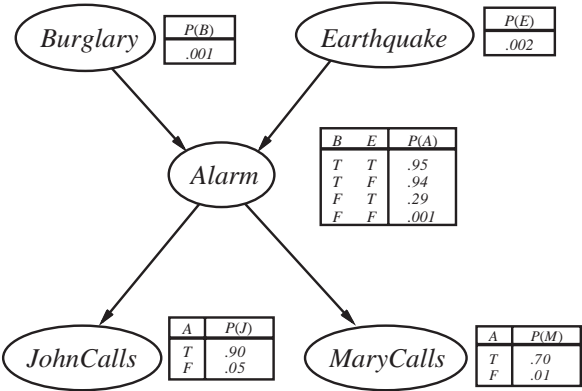 Burglary
P(B)
.001
Earthquake
P(E)
.002
Alarm
B E P(A)
T T .95
T F .94
F T .29
F F .001
JohnCalls
A P(J)
T .90
F .05
MaryCalls
A P(M)
T .70
F .01